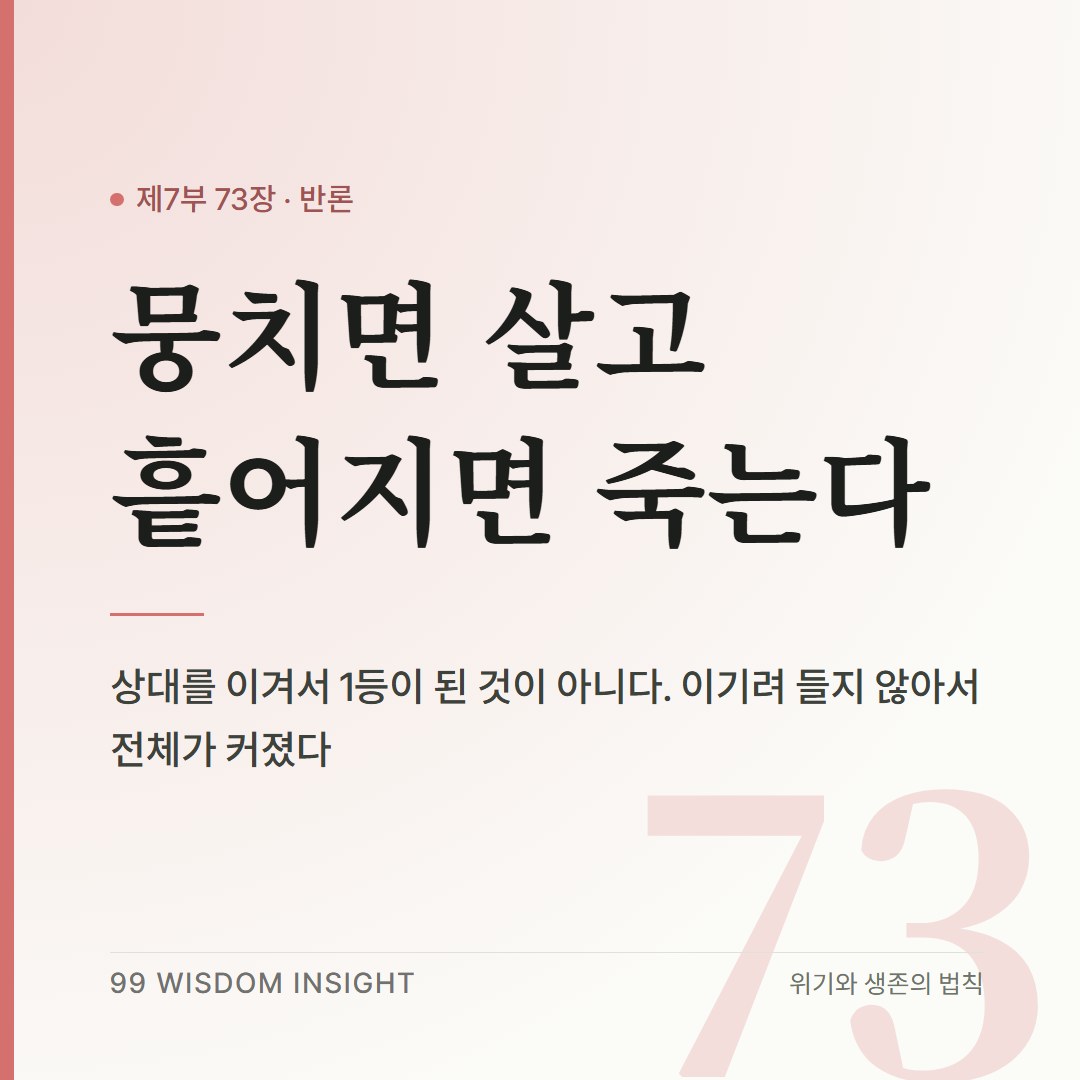 제7부 73장 · 반론
뭉치면 살고
흩어지면 죽는다
상대를 이겨서 1등이 된 것이 아니다. 이기려 들지 않아서
전체가 커졌다
73
99 WISDOM INSIGHT
위기와 생존의 법칙